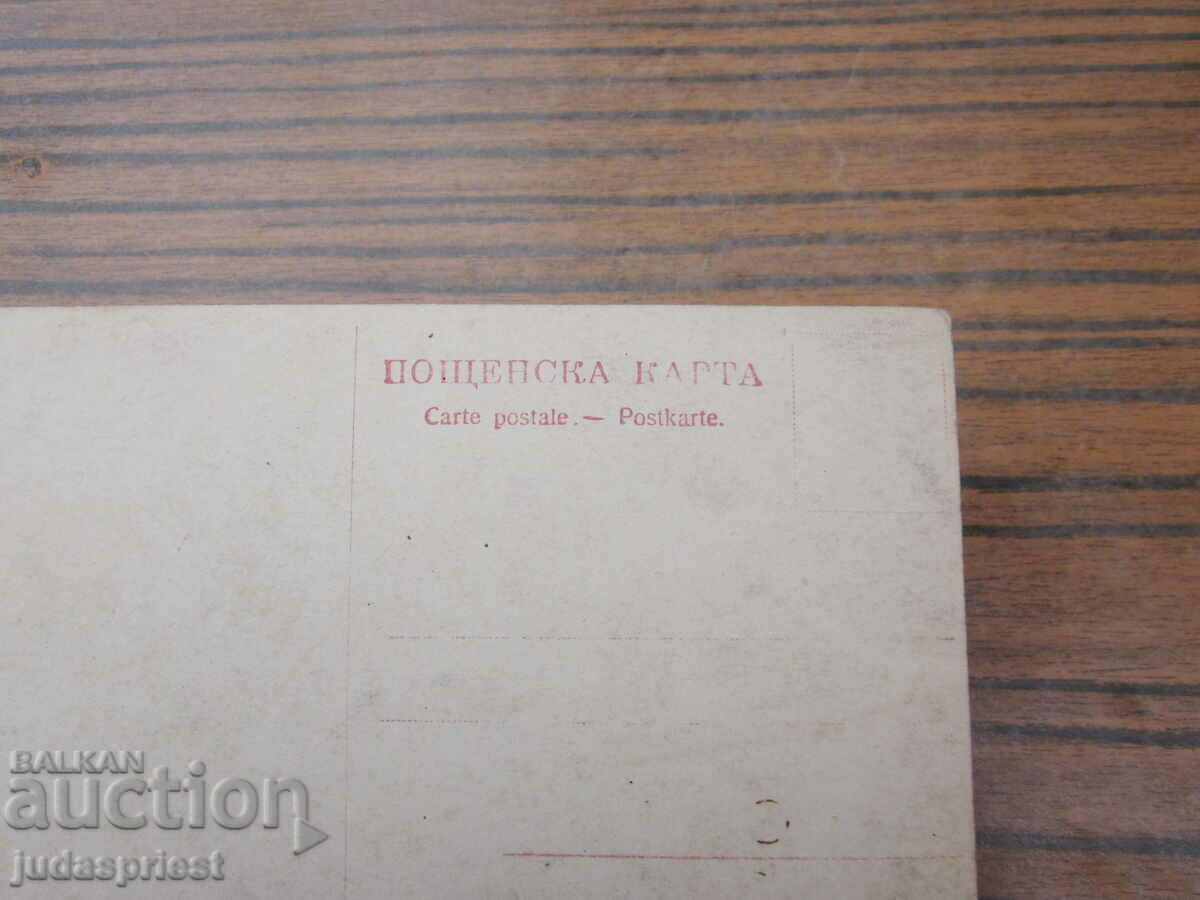 ПОЩЕНСКА КАРТА
Carte postale. — Postkarte.
BALKAN
auction
judaspriest